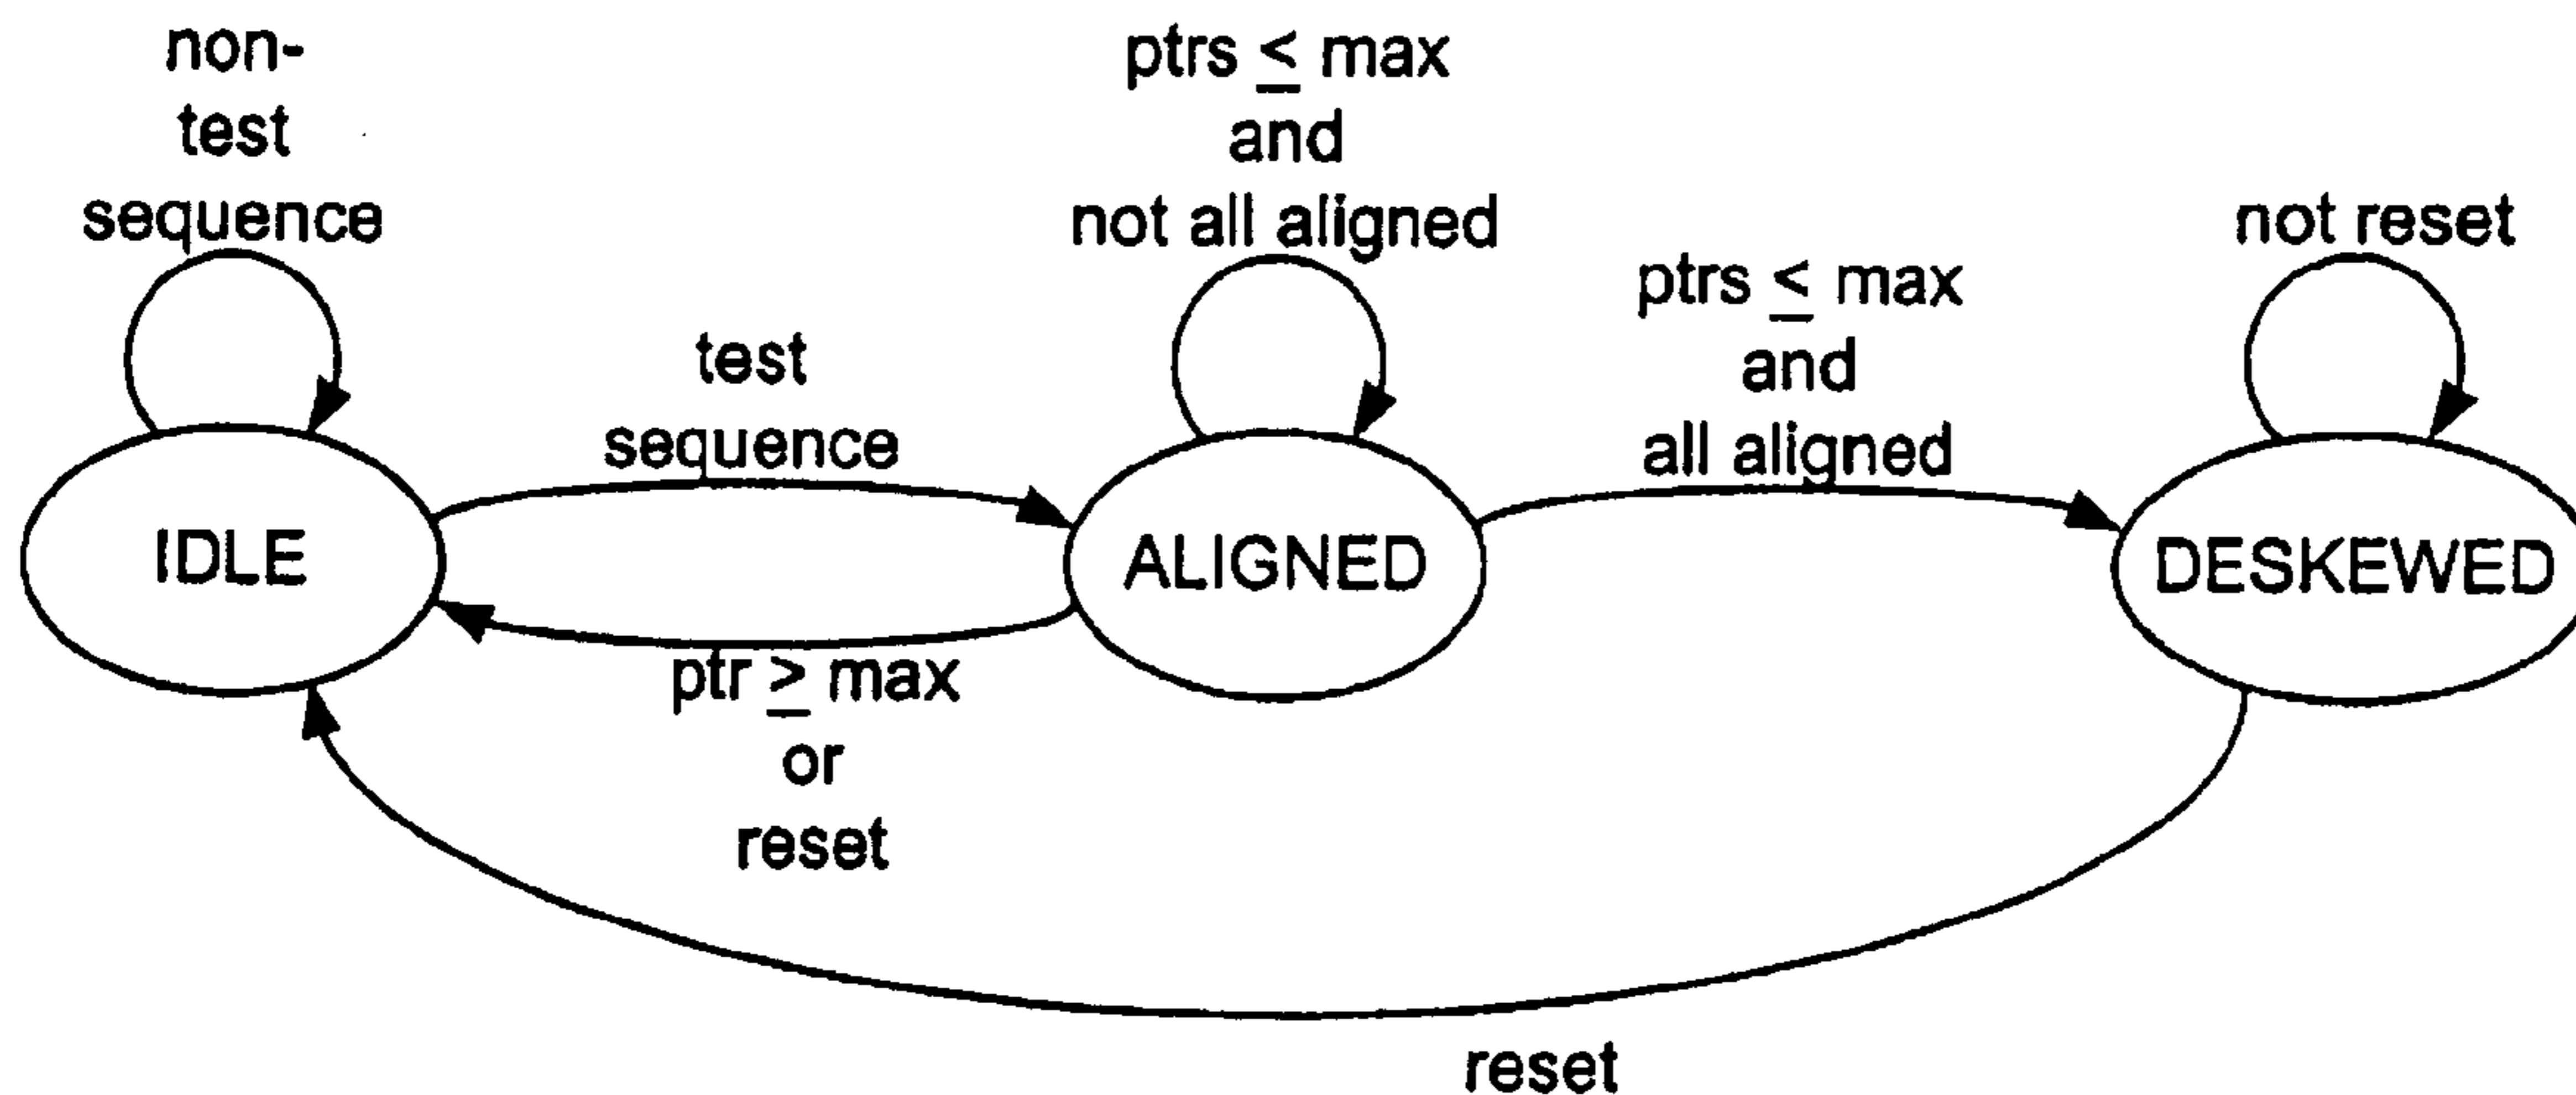 non-
test
sequence
ptrs ≤ max
and
not all aligned
not reset
ptrs ≤ max
and
all aligned
test
sequence
IDLE
ALIGNED
DESKEWED
ptr ≥ max
or
reset
reset